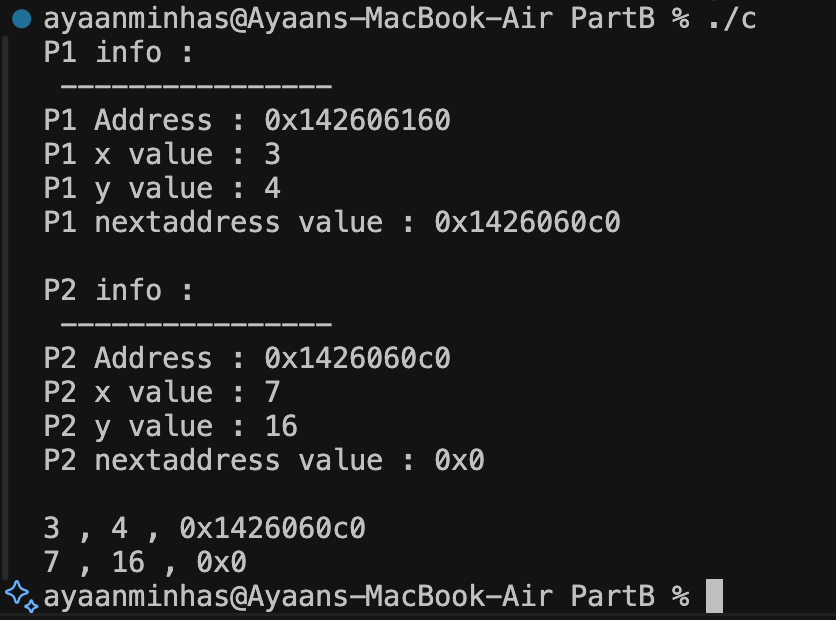 ayaanminhas@Ayaans-MacBook-Air PartB % ./c
P1 info :
----------------
P1 Address : 0x142606160
P1 x value : 3
P1 y value : 4
P1 nextaddress value : 0x1426060c0
P2 info :
----------------
P2 Address : 0x1426060c0
P2 x value : 7
P2 y value : 16
P2 nextaddress value : 0x0
3 , 4 , 0x1426060c0
7 , 16 , 0x0
ayaanminhas@Ayaans-MacBook-Air PartB %